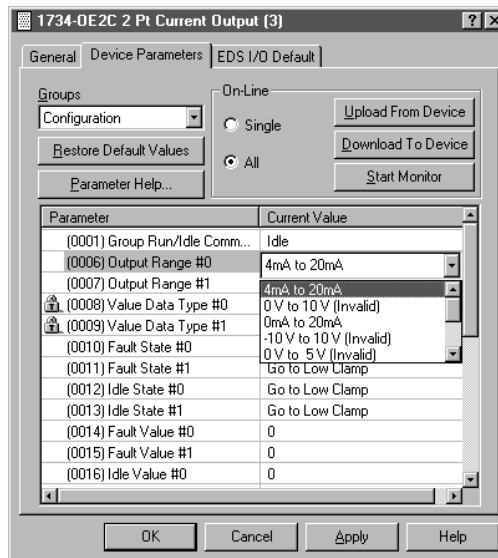 1734-OE2C 2 Pt Current Output (3)
General Device Parameters EDS I/O Default
Groups
Configuration
Restore Default Values
Parameter Help...
On-Line
Single
All
Upload From Device
Download To Device
Start Monitor
Parameter Current Value
(0001) Group Run/Idle Comm... Idle
(0006) Output Range #0 4mA to 20mA
(0007) Output Range #1 4mA to 20mA
(0008) Value Data Type #0 0 V to 10 V (Invalid)
(0009) Value Data Type #1 0mA to 20mA
-10 V to 10 V (Invalid)
(0010) Fault State #0 0 V to 5 V (Invalid)
(0011) Fault State #1 Go to Low Clamp
(0012) Idle State #0 Go to Low Clamp
(0013) Idle State #1 Go to Low Clamp
(0014) Fault Value #0 0
(0015) Fault Value #1 0
(0016) Idle Value #0 0
OK Cancel Apply Help